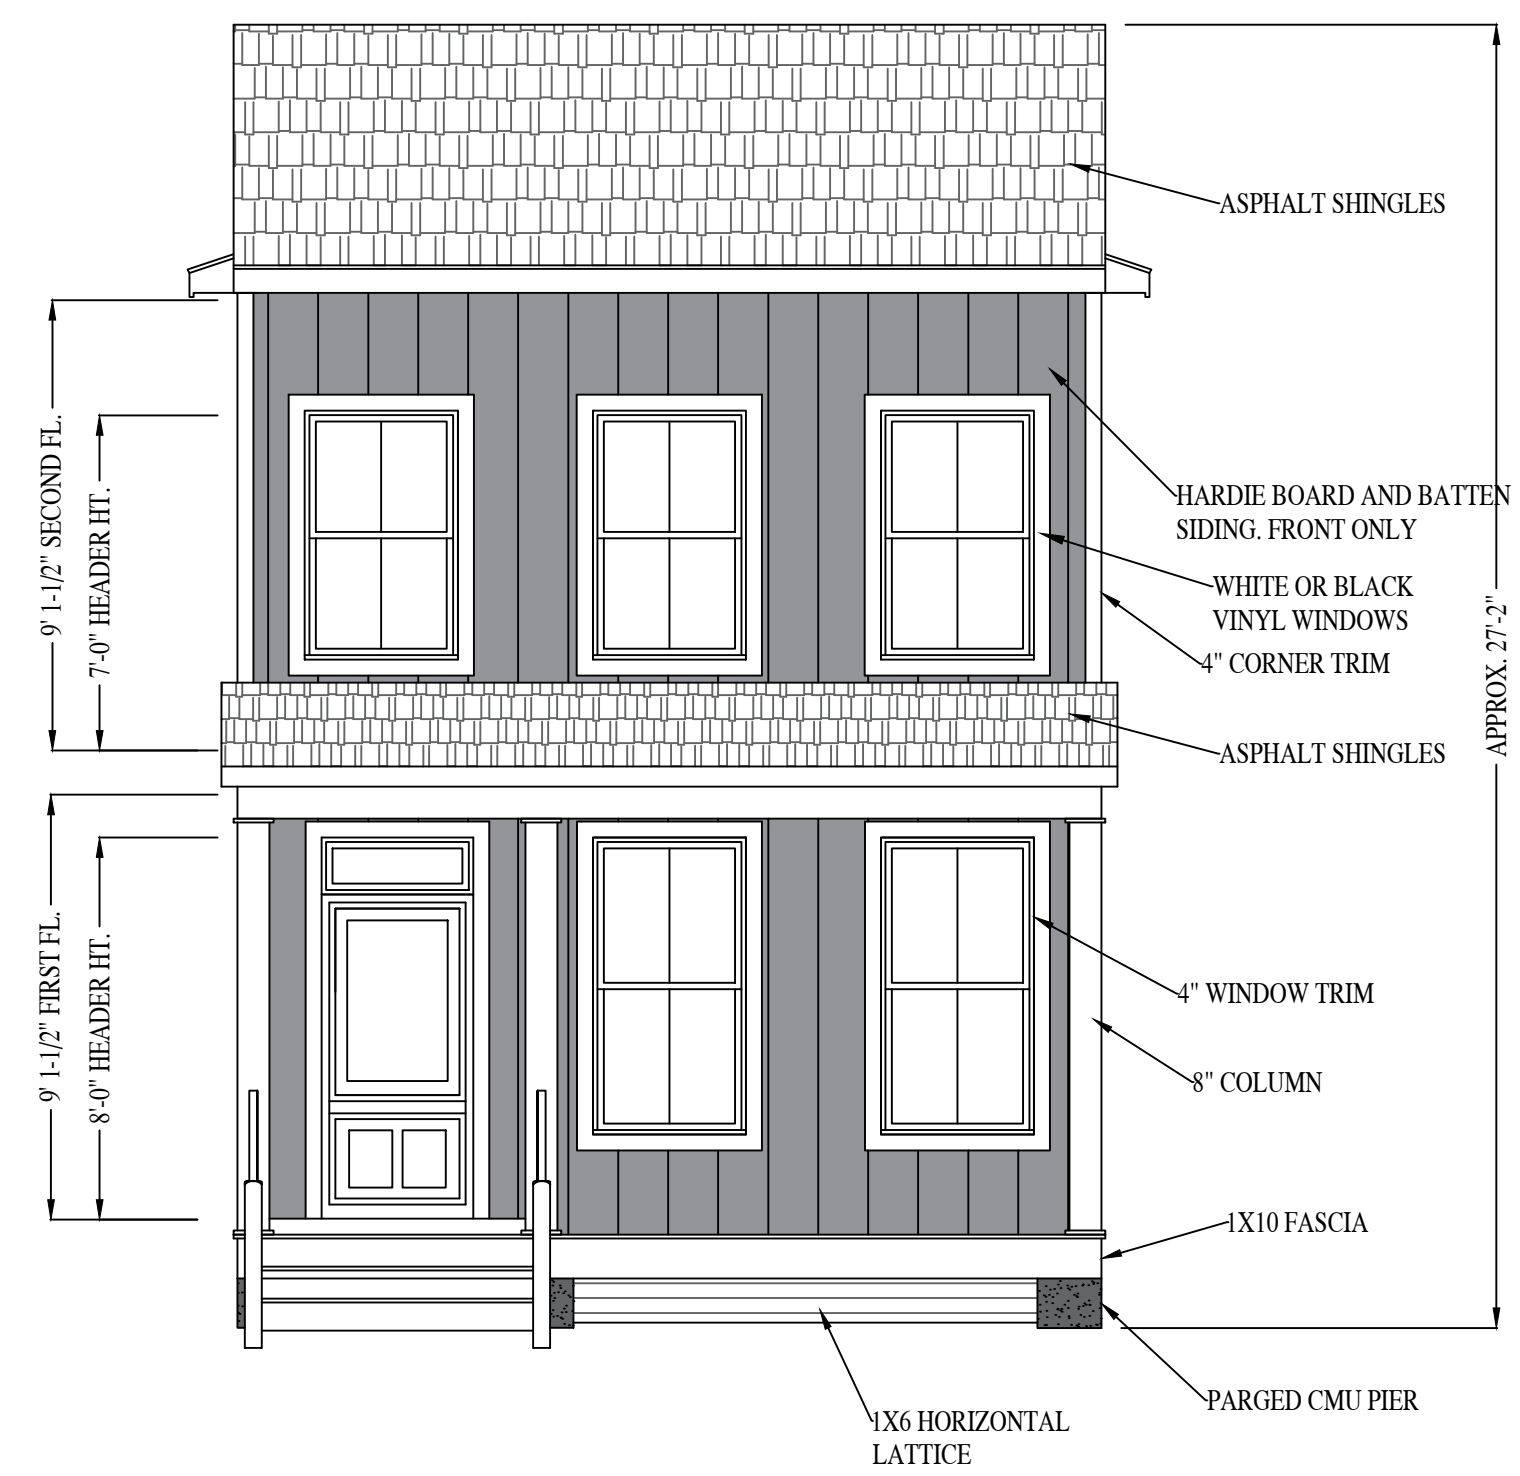 ASPHALT SHINGLES
9' 1-1/2" SECOND FL.
7'-0" HEADER HT.
HARDIE BOARD AND BATTEN
SIDING. FRONT ONLY
WHITE OR BLACK
VINYL WINDOWS
4" CORNER TRIM
APPROX. 27'-2"
ASPHALT SHINGLES
9' 1-1/2" FIRST FL.
8'-0" HEADER HT.
4" WINDOW TRIM
8" COLUMN
1X10 FASCIA
PARGED CMU PIER
1X6 HORIZONTAL
LATTICE